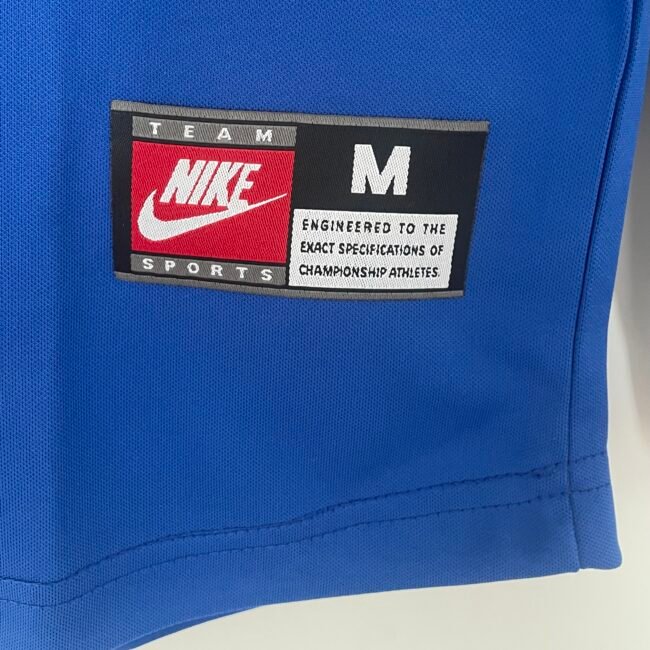 TEAM
NIKE
SPORTS
M
ENGINEERED TO THE
EXACT SPECIFICATIONS OF
CHAMPIONSHIP ATHLETES.